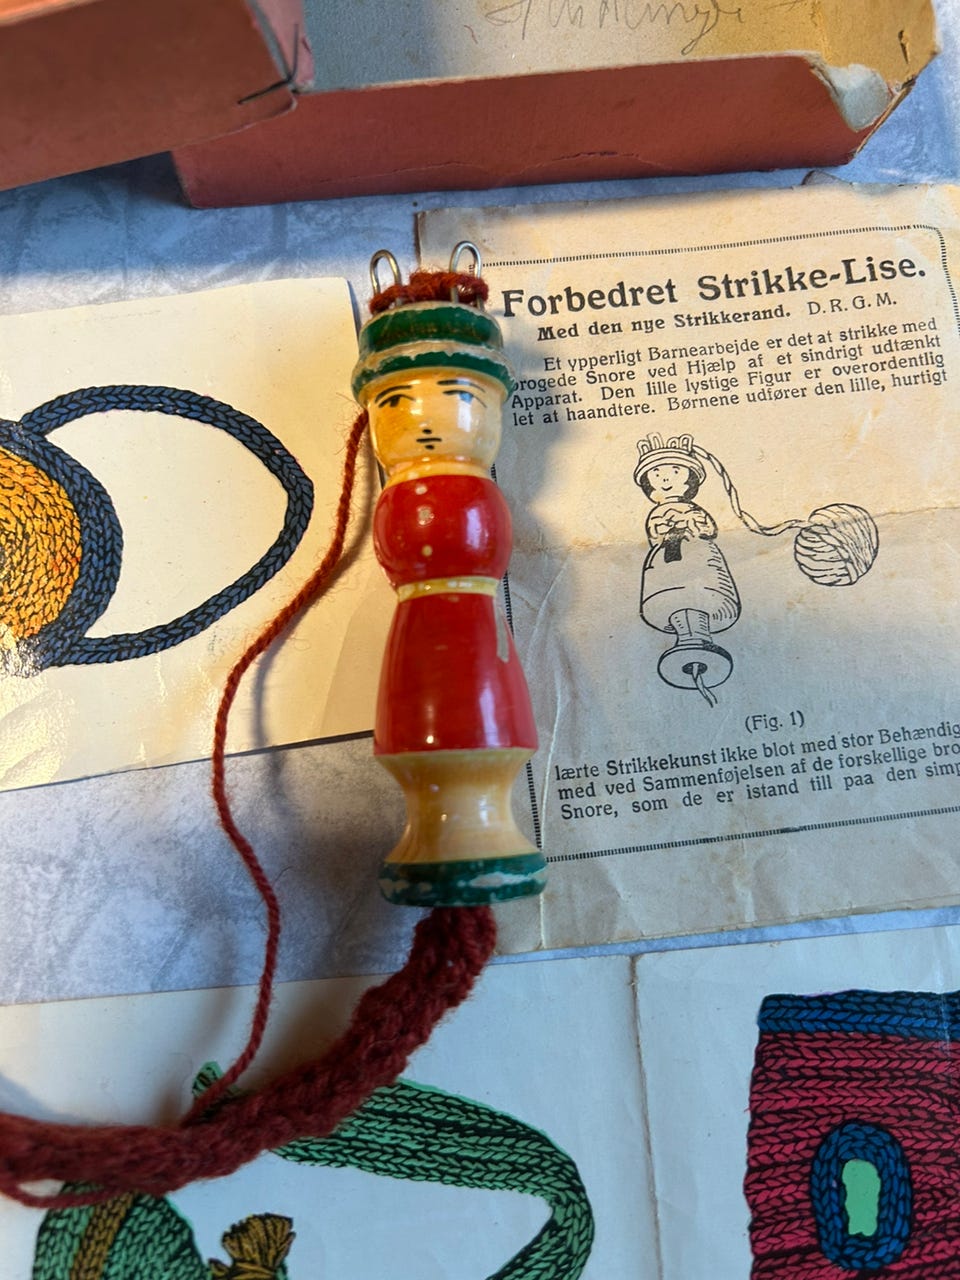 Forbedret Strikke-Lise.
Med den nye Strikkerand. D. R. G. M.
Et ypperligt Barnearbejde er det at strikke med
brogede Snore ved Hjælp af et sindrigt udtænkt
Apparat. Den lille lystige Figur er overordentlig
let at haandtere. Børnene udfører den lille, hurtigt
(Fig. 1)
lærte Strikkekunst ikke blot med stor Behændig
med ved Sammenføjelsen af de forskellige bro
Snore, som de er istand till paa den simp